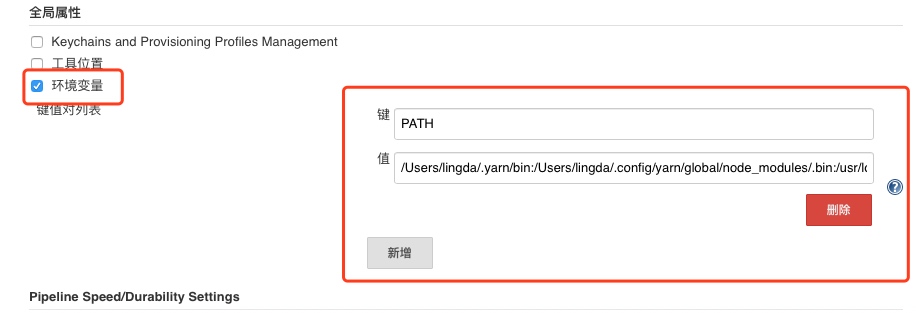 全局属性
Keychains and Provisioning Profiles Management
工具位置
环境变量
键值对列表
键
PATH
值
/Users/lingda/.yarn/bin:/Users/lingda/.config/yarn/global/node_modules/.bin:/usr/lo
?
删除
新增
Pipeline Speed/Durability Settings